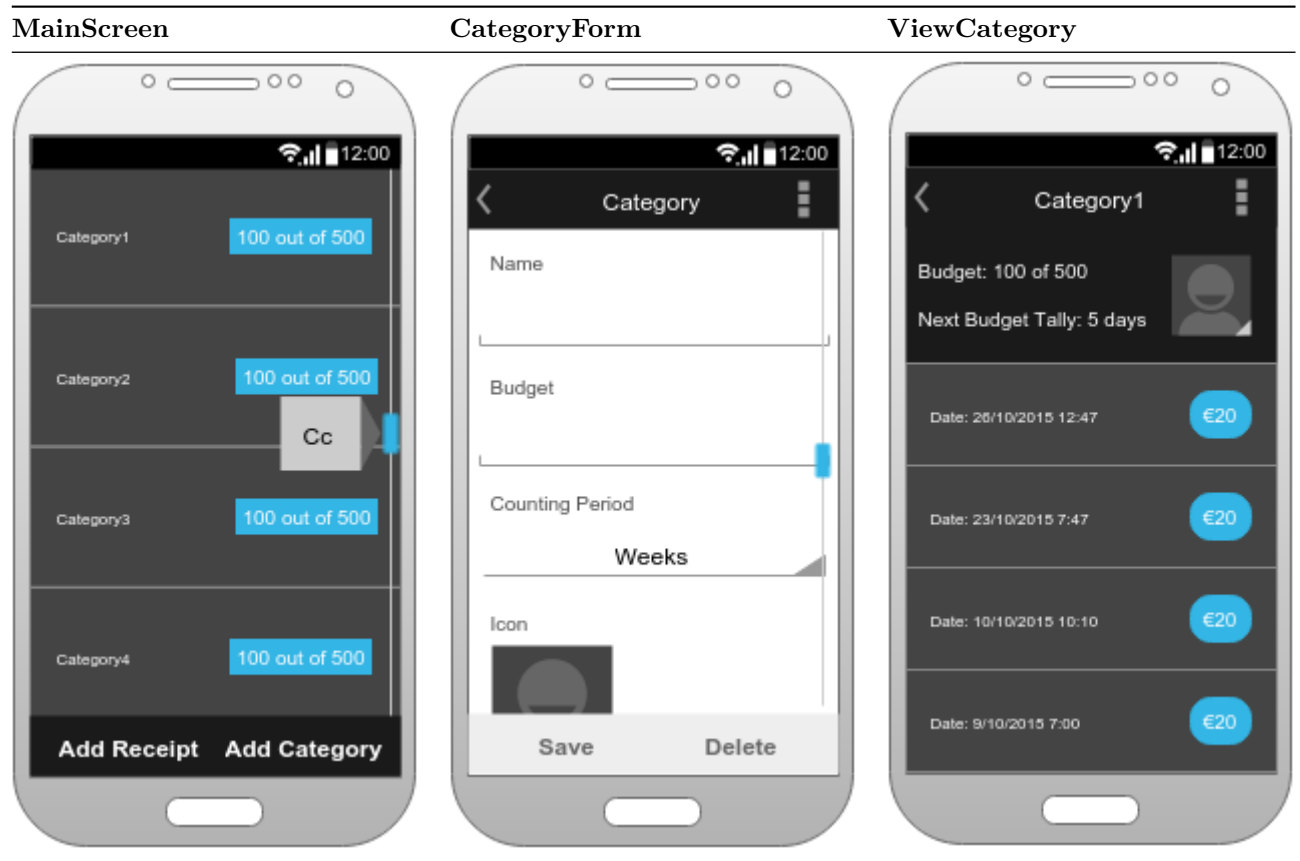 MainScreen
CategoryForm
ViewCategory
12:00
Category1
100 out of 500
Category2
100 out of 500
Cc
Category3
100 out of 500
Category4
100 out of 500
Add Receipt
Add Category
12:00
Category
Name
Budget
Counting Period
Weeks
Icon
Save
Delete
12:00
Category1
Budget: 100 of 500
Next Budget Tally: 5 days
Date: 26/10/2015 12:47
€20
Date: 23/10/2015 7:47
€20
Date: 10/10/2015 10:10
€20
Date: 9/10/2015 7:00
€20